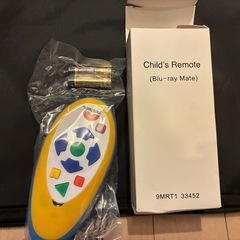 Child's Remote
(Blu-ray Mate)
9MRT1 33452